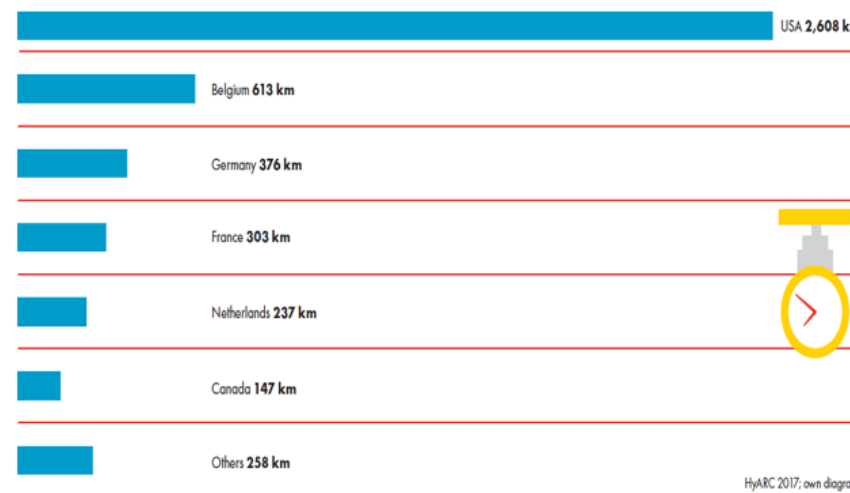 USA 2,608 k
Belgium 613 km
Germany 376 km
France 303 km
Netherlands 237 km
Canada 147 km
Others 258 km
HyARC 2017; own diagra